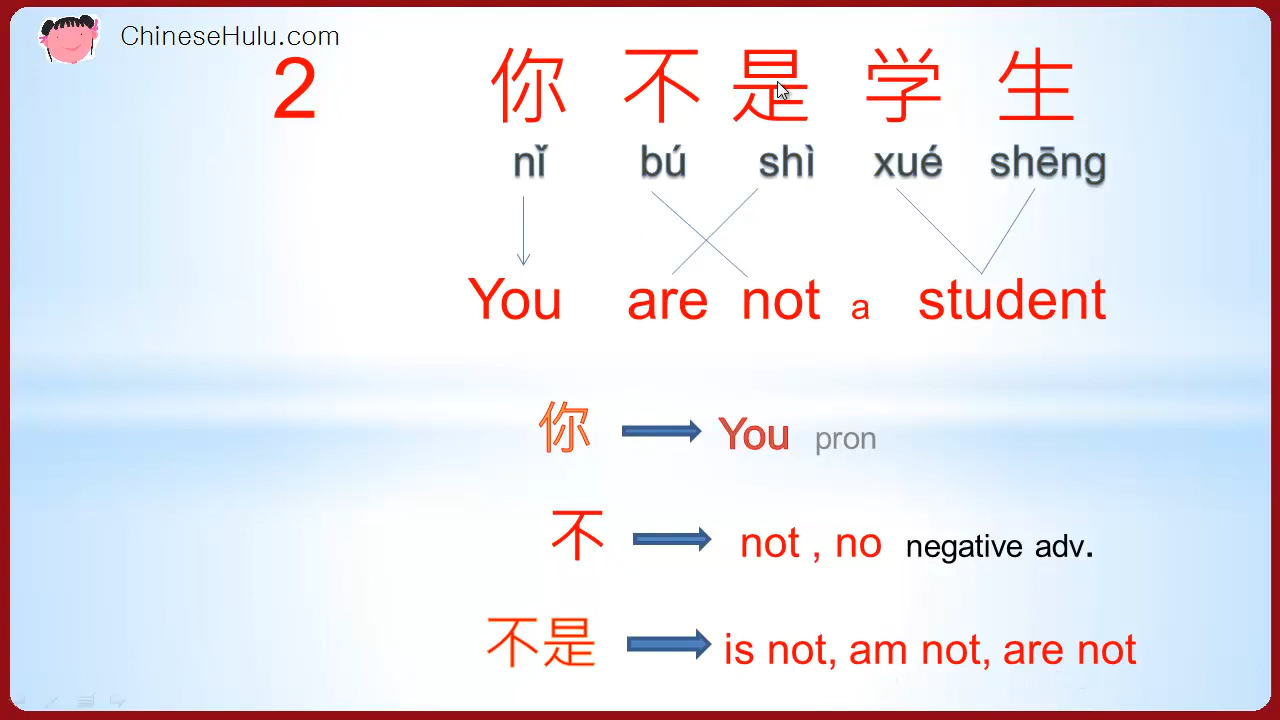 ChineseHulu.com
2 你 不 是 学 生
nǐ bú shì xué shēng
You are not a student
你 You pron
不 not , no negative adv.
不是 is not, am not, are not